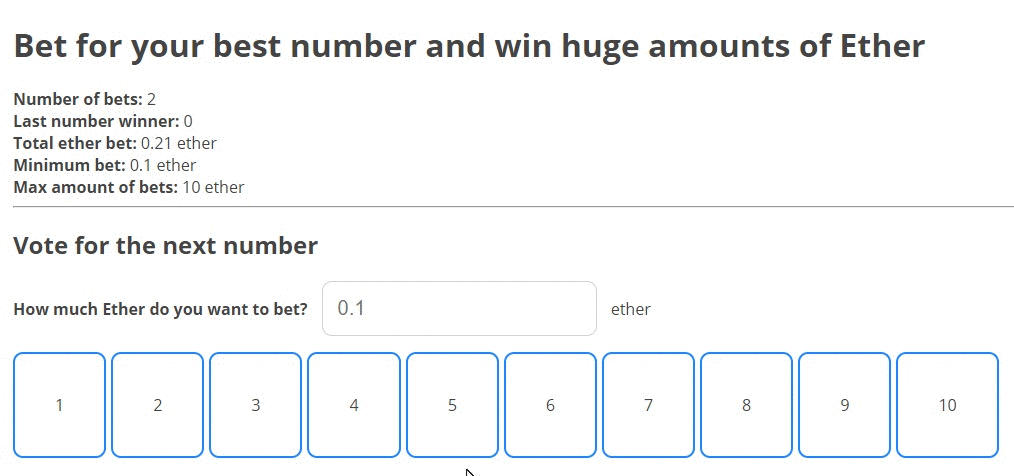 Bet for your best number and win huge amounts of Ether
Number of bets: 2
Last number winner: 0
Total ether bet: 0.21 ether
Minimum bet: 0.1 ether
Max amount of bets: 10 ether
Vote for the next number
How much Ether do you want to bet? 0.1 ether
1 2 3 4 5 6 7 8 9 10